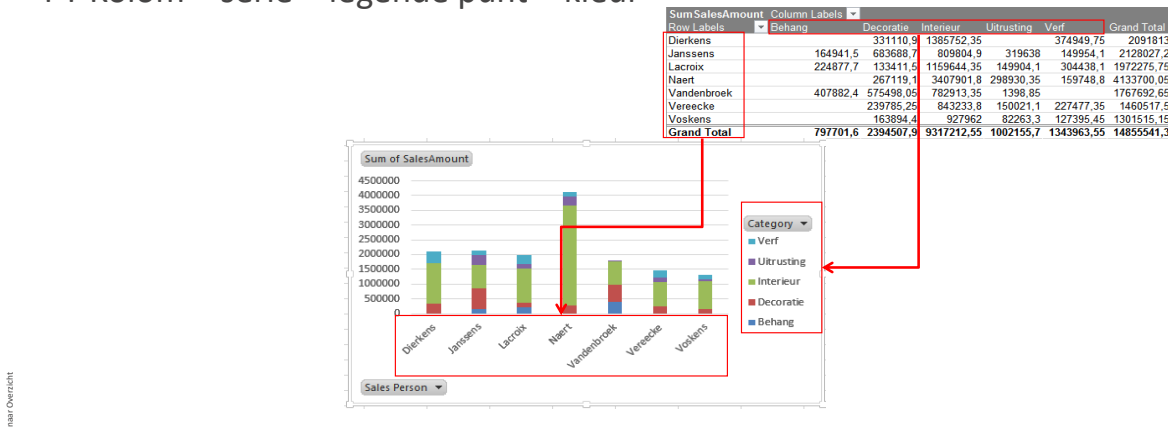 SumSalesAmount Column Labels
Row Labels Behang Decoratie Interieur Uitrusting Verf Grand Total
Dierkens 331110,9 1385752,35 374949,75 2091813
Janssens 164941,5 683688,7 809804,9 319638 149954,1 2128027,2
Lacroix 224877,7 133411,5 1159644,35 149904,1 304438,1 1972275,75
Naert 267119,1 3407901,8 298930,35 159748,8 4133700,05
Vandenbroek 407882,4 575498,05 782913,35 1398,85 1767692,65
Vereecke 239785,25 843233,8 150021,1 227477,35 1460517,5
Voskens 163894,4 927962 82263,3 127395,45 1301515,15
Grand Total 797701,6 2394507,9 9317212,55 1002155,7 1343963,55 14855541,3
Sum of SalesAmount
4500000
4000000
3500000
3000000
2500000
2000000
1500000
1000000
500000
0
Dierkens Janssens Lacroix Naert Vandenbroek Vereecke Voskens
Category
Verf
Uitrusting
Interieur
Decoratie
Behang
Sales Person
naar Overzicht